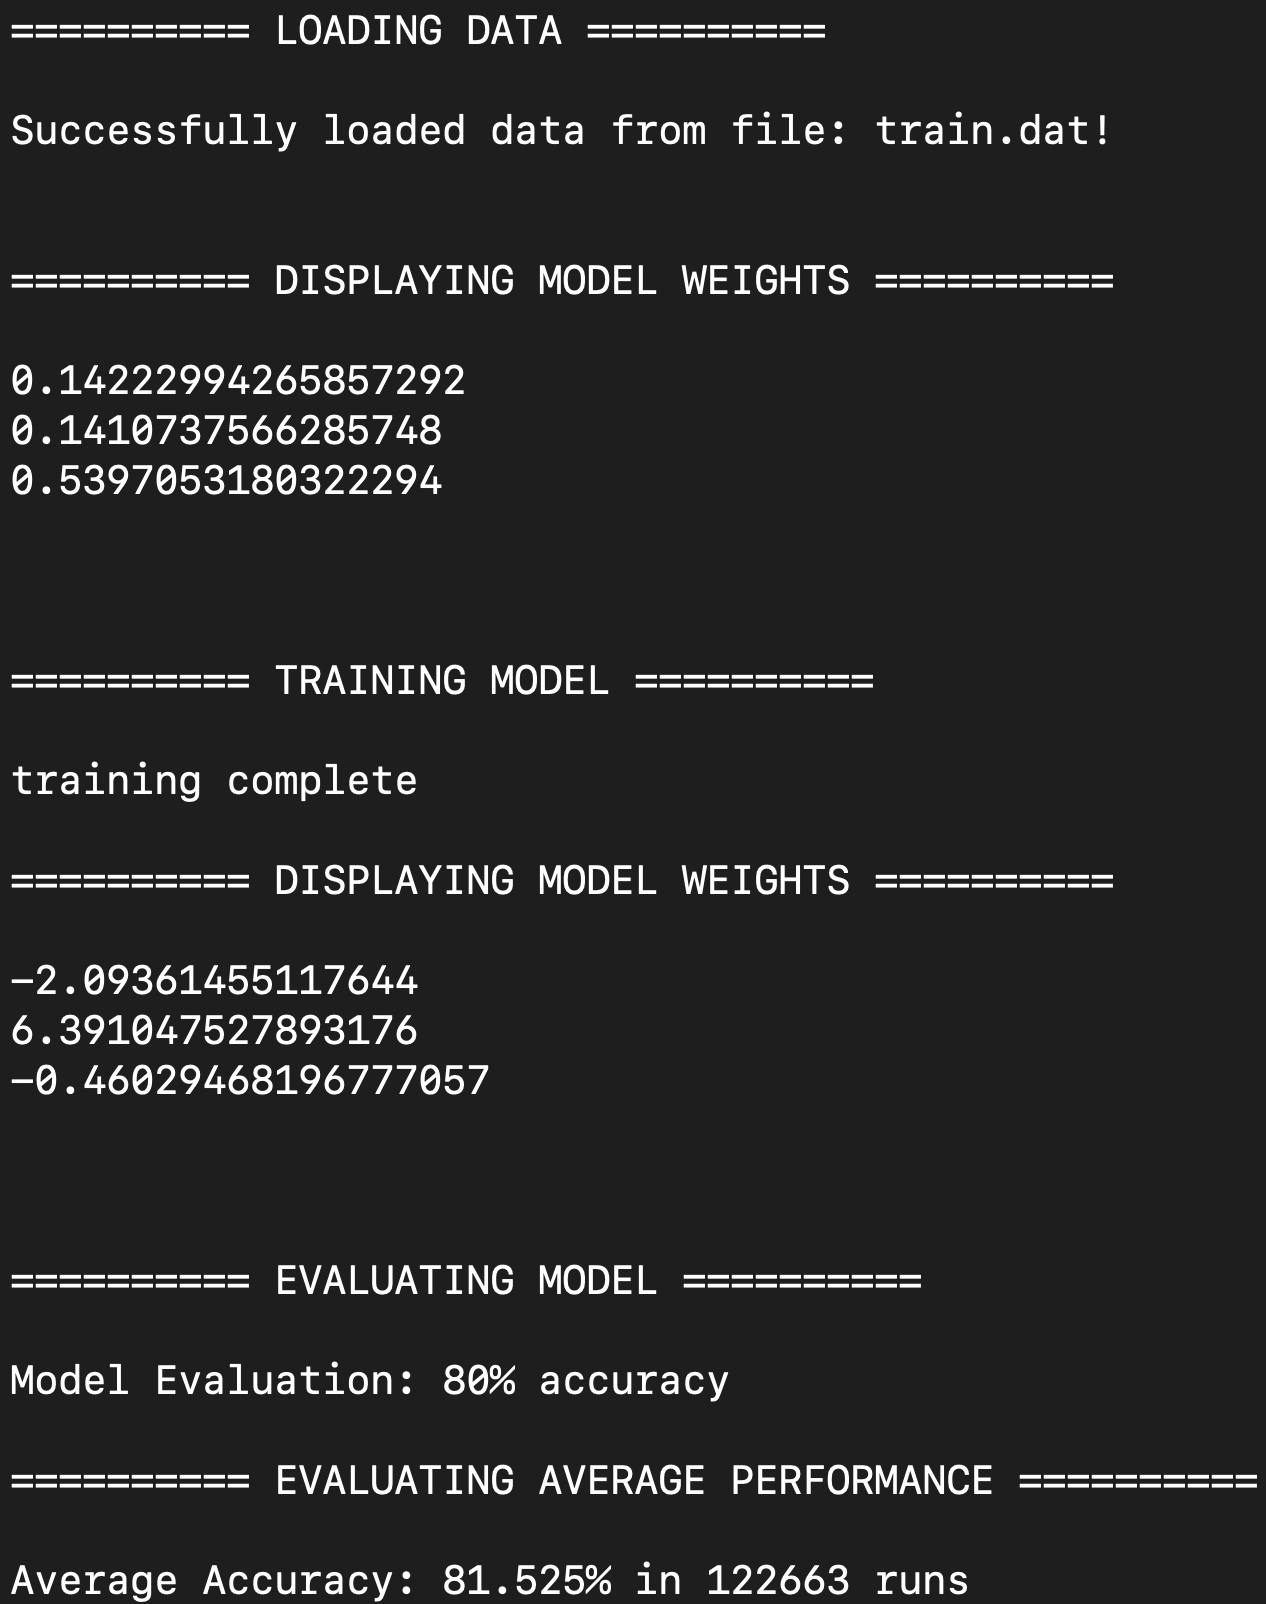 ========== LOADING DATA ==========
Successfully loaded data from file: train.dat!
========== DISPLAYING MODEL WEIGHTS ==========
0.14222994265857292
0.1410737566285748
0.5397053180322294
========== TRAINING MODEL ==========
training complete
========== DISPLAYING MODEL WEIGHTS ==========
-2.09361455117644
6.391047527893176
-0.46029468196777057
========== EVALUATING MODEL ==========
Model Evaluation: 80% accuracy
========== EVALUATING AVERAGE PERFORMANCE ==========
Average Accuracy: 81.525% in 122663 runs